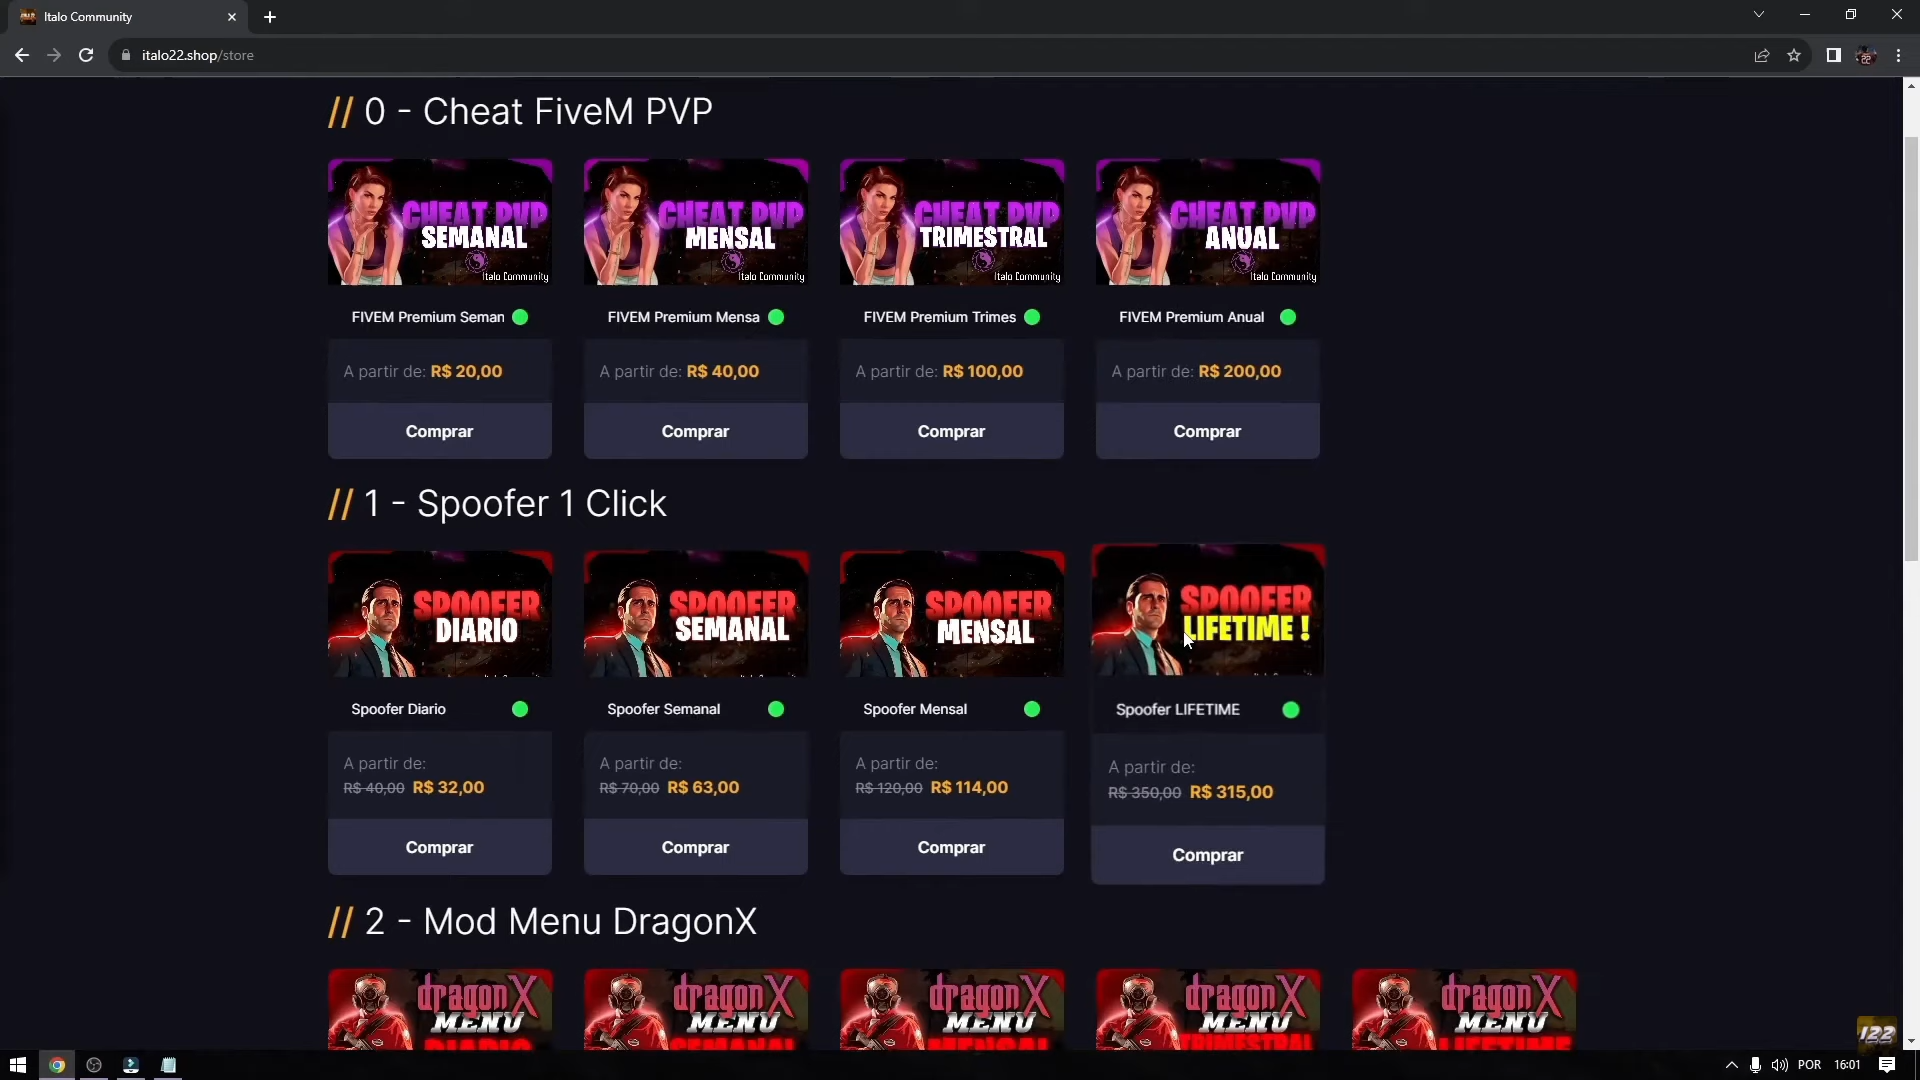 Italo Community
italo22.shop/store
// 0 - Cheat FiveM PVP
CHEAT PVP
SEMANAL
Italo Community
CHEAT PVP
MENSAL
Italo Community
CHEAT PVP
TRIMESTRAL
Italo Community
CHEAT PVP
ANUAL
Italo Community
FIVEM Premium Seman
FIVEM Premium Mensa
FIVEM Premium Trimes
FIVEM Premium Anual
A partir de: R$ 20,00
A partir de: R$ 40,00
A partir de: R$ 100,00
A partir de: R$ 200,00
Comprar
Comprar
Comprar
Comprar
// 1 - Spoofer 1 Click
SPOOFER
DIARIO
SPOOFER
SEMANAL
SPOOFER
MENSAL
SPOOFER
LIFETIME !
Spoofer Diario
Spoofer Semanal
Spoofer Mensal
Spoofer LIFETIME
A partir de:
R$ 40,00 R$ 32,00
A partir de:
R$ 70,00 R$ 63,00
A partir de:
R$ 120,00 R$ 114,00
A partir de:
R$ 350,00 R$ 315,00
Comprar
Comprar
Comprar
Comprar
// 2 - Mod Menu DragonX
dragonX
MENU
DIARIO
dragonX
MENU
SEMANAL
dragonX
MENU
MENSAL
dragonX
MENU
TRIMESTRAL
dragonX
MENU
LIFETIME
122
POR
16:01